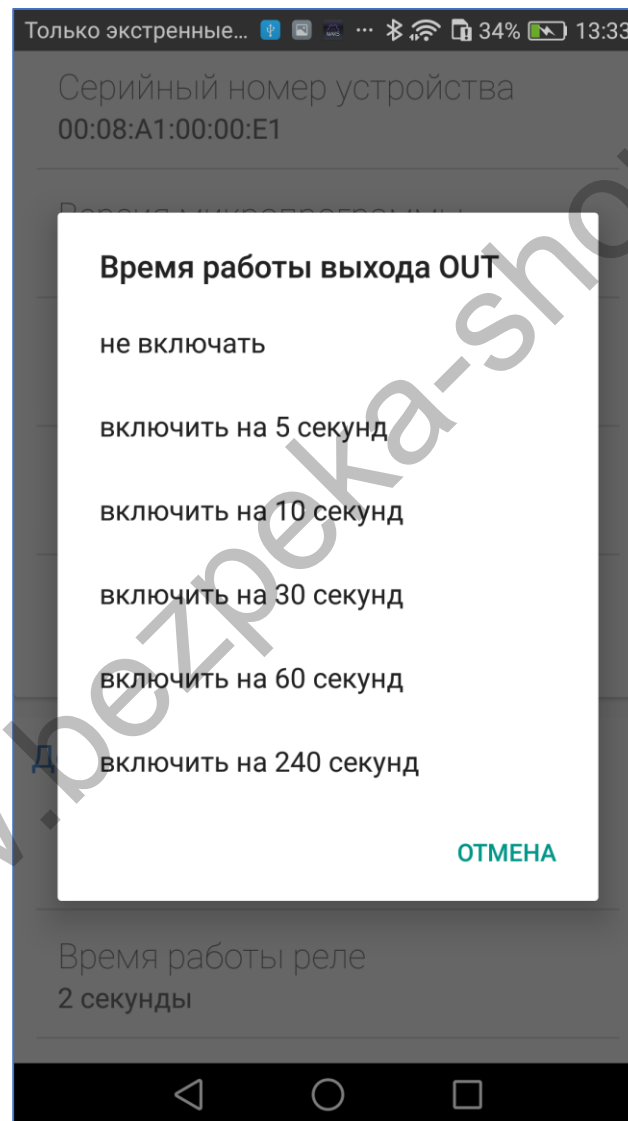 Только экстренные... ... 34% 13:33
Серийный номер устройства
00:08:A1:00:00:E1
Версия микропрограммы
Время работы выхода OUT
не включать
включить на 5 секунд
включить на 10 секунд
включить на 30 секунд
включить на 60 секунд
Д
включить на 240 секунд
ОТМЕНА
Время работы реле
2 секунды
.bezpeka-sho